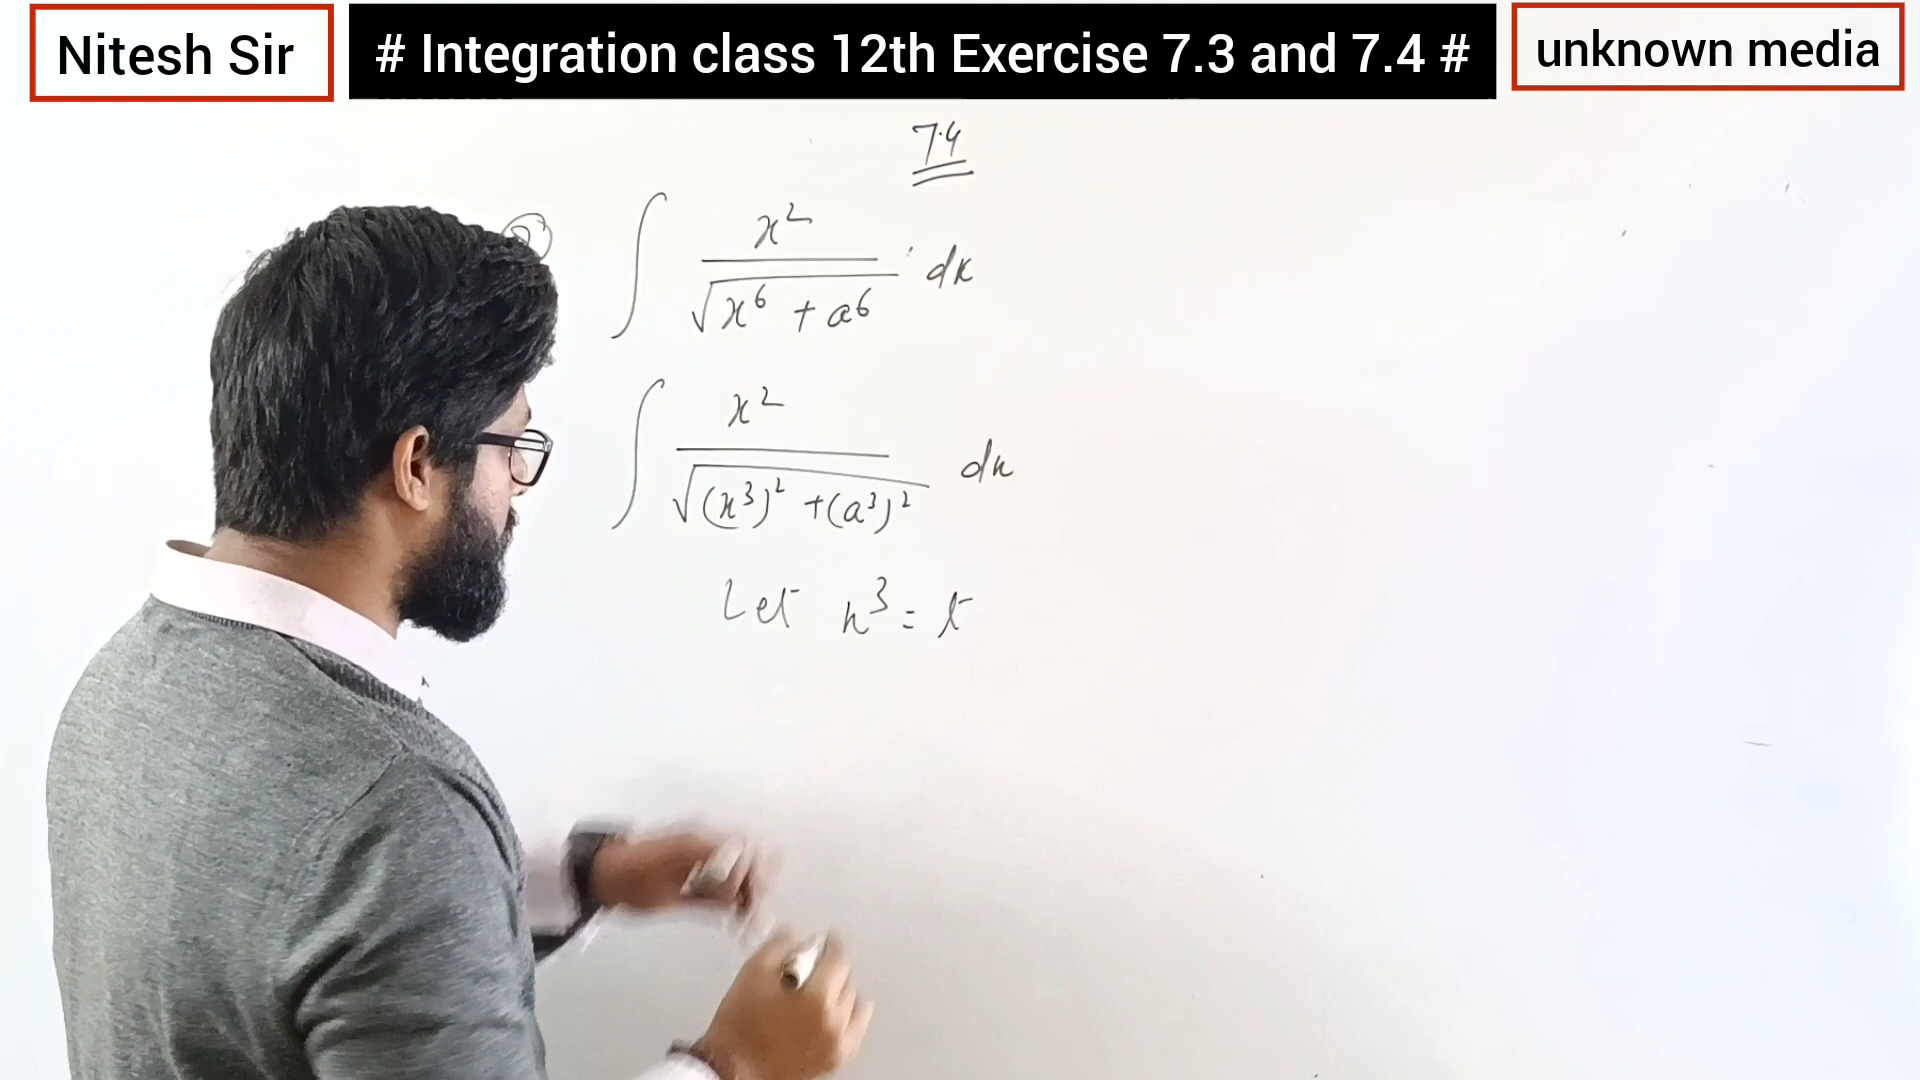 Nitesh Sir
# Integration class 12th Exercise 7.3 and 7.4 #
unknown media
7.4
∫ x² / √(x⁶ + a⁶) dx
∫ x² / √((x³)² + (a³)²) dx
Let x³ = t